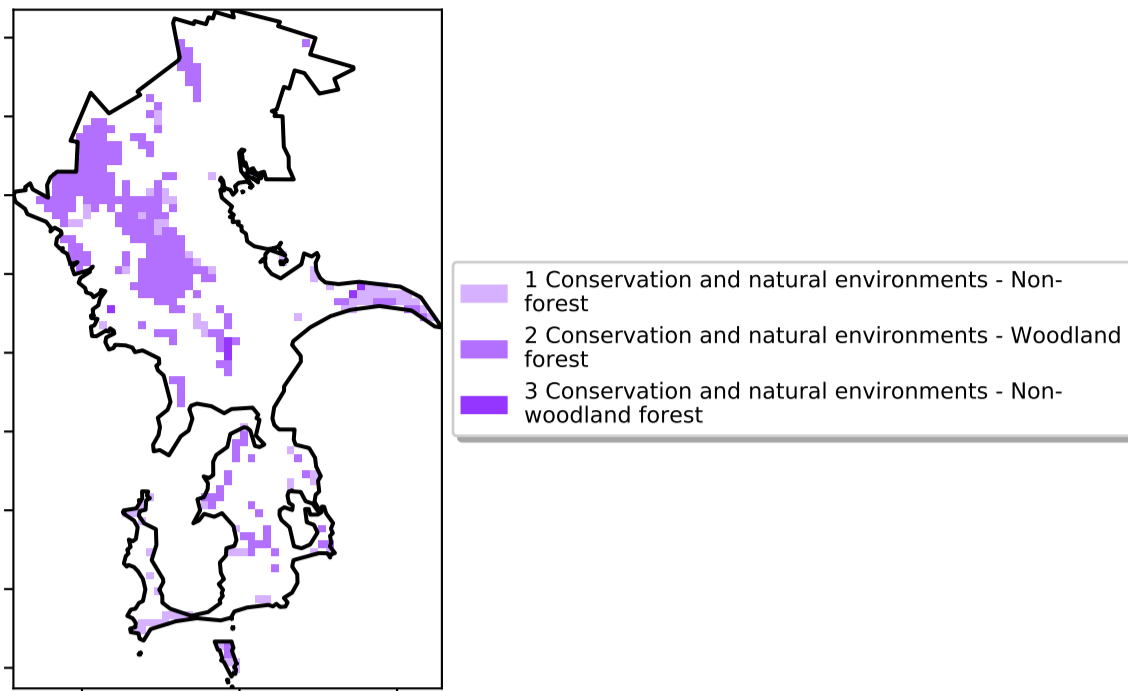 1 Conservation and natural environments - Non-
forest
2 Conservation and natural environments - Woodland
forest
3 Conservation and natural environments - Non-
woodland forest